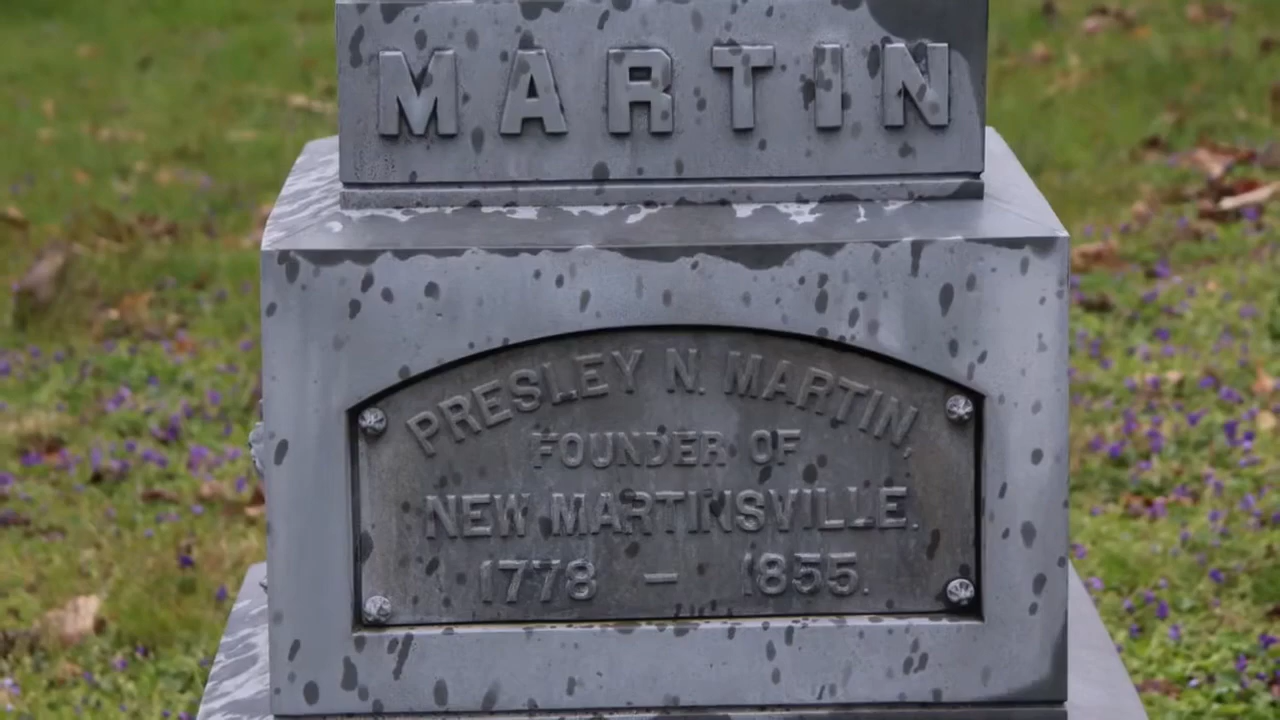 MARTIN
PRESLEY N. MARTIN,
FOUNDER OF
NEW MARTINSVILLE.
1778 — 1855.